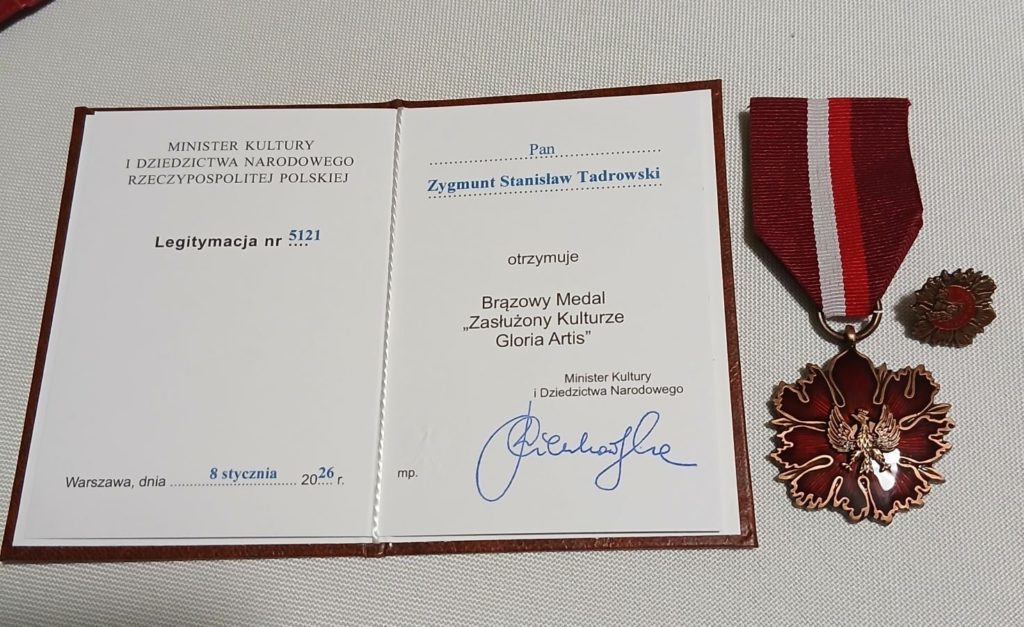 MINISTER KULTURY
I DZIEDZICTWA NARODOWEGO
RZECZYPOSPOLITEJ POLSKIEJ
Legitymacja nr 5121
Warszawa, dnia 8 stycznia 2026 r.
Pan
Zygmunt Stanisław Tadrowski
otrzymuje
Brązowy Medal
„Zasłużony Kulturze
Gloria Artis”
Minister Kultury
i Dziedzictwa Narodowego
mp.